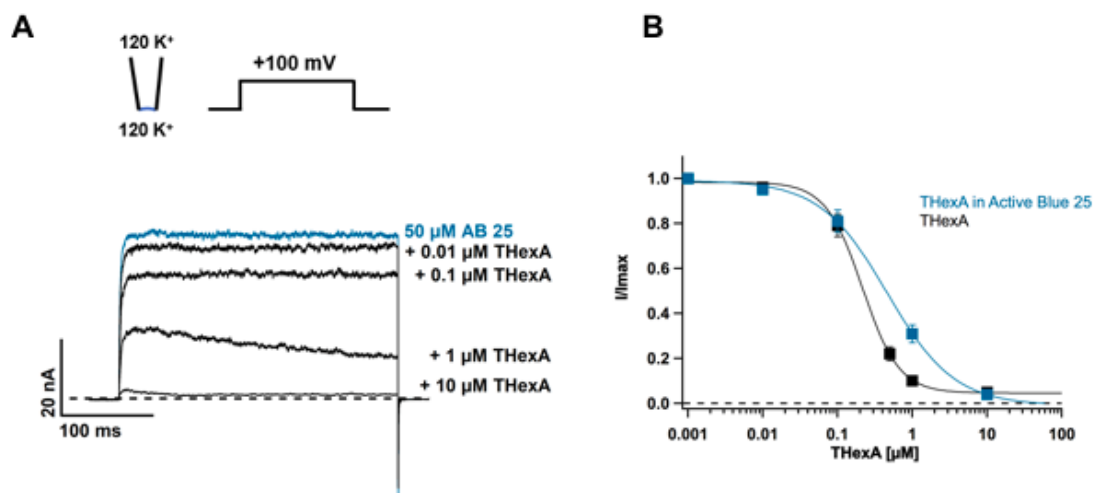 A
120 K⁺
+100 mV
120 K⁺
50 µM AB 25
+ 0.01 µM THexA
+ 0.1 µM THexA
+ 1 µM THexA
+ 10 µM THexA
20 nA
100 ms
B
1.0
0.8
0.6
0.4
0.2
0.0
I/Imax
THexA in Active Blue 25
THexA
0.001
0.01
0.1
1
10
100
THexA [µM]